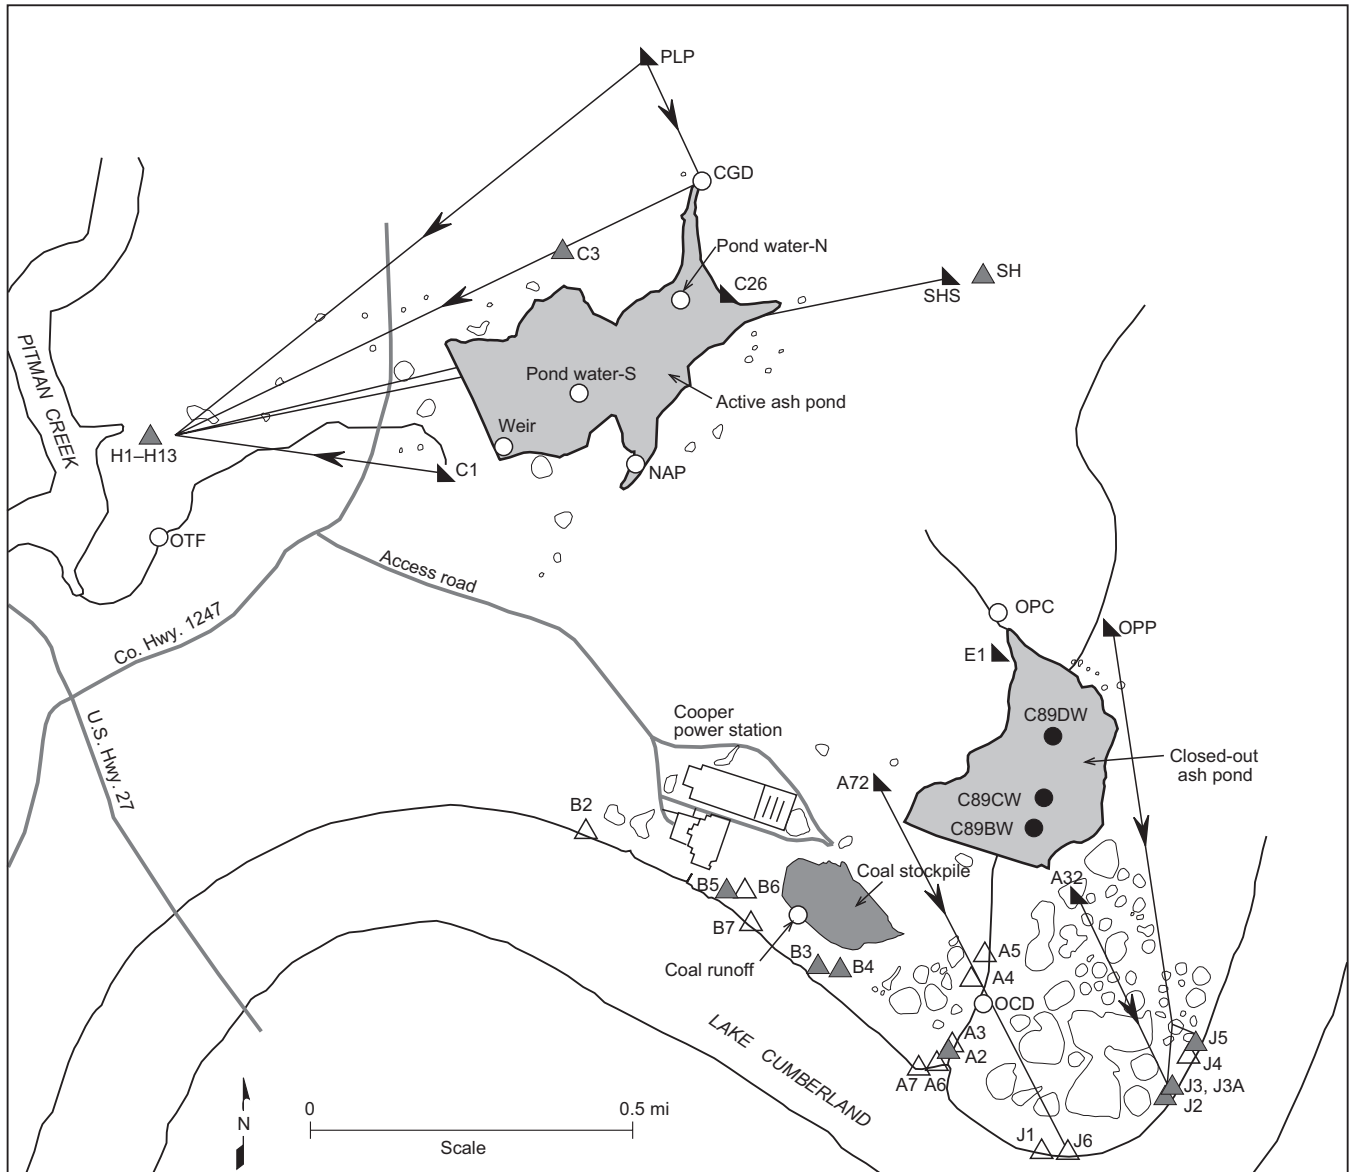 PLP
CGD
Pond water-N
C3
C26
SH
SHS
PITMAN CREEK
Pond water-S
Active ash pond
Weir
H1–H13
C1
NAP
OTF
Access road
Co. Hwy. 1247
OPC
OPP
E1
U.S. Hwy. 27
Cooper
power station
C89DW
Closed-out
ash pond
A72
C89CW
B2
C89BW
Coal stockpile
A32
B5
B6
B7
A5
B3
B4
Coal runoff
A4
OCD
LAKE CUMBERLAND
A3
J5
A2
J4
A7
A6
J3, J3A
J2
N
0
0.5 mi
Scale
J1
J6